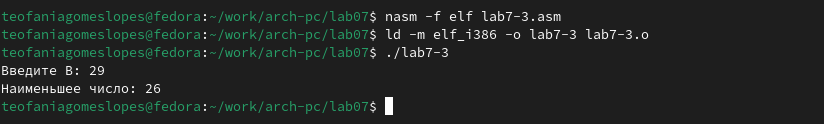 teofaniagomeslopes@fedora:~/work/arch-pc/lab07$ nasm -f elf lab7-3.asm
teofaniagomeslopes@fedora:~/work/arch-pc/lab07$ ld -m elf_i386 -o lab7-3 lab7-3.o
teofaniagomeslopes@fedora:~/work/arch-pc/lab07$ ./lab7-3
Введите В: 29
Наименьшее число: 26
teofaniagomeslopes@fedora:~/work/arch-pc/lab07$